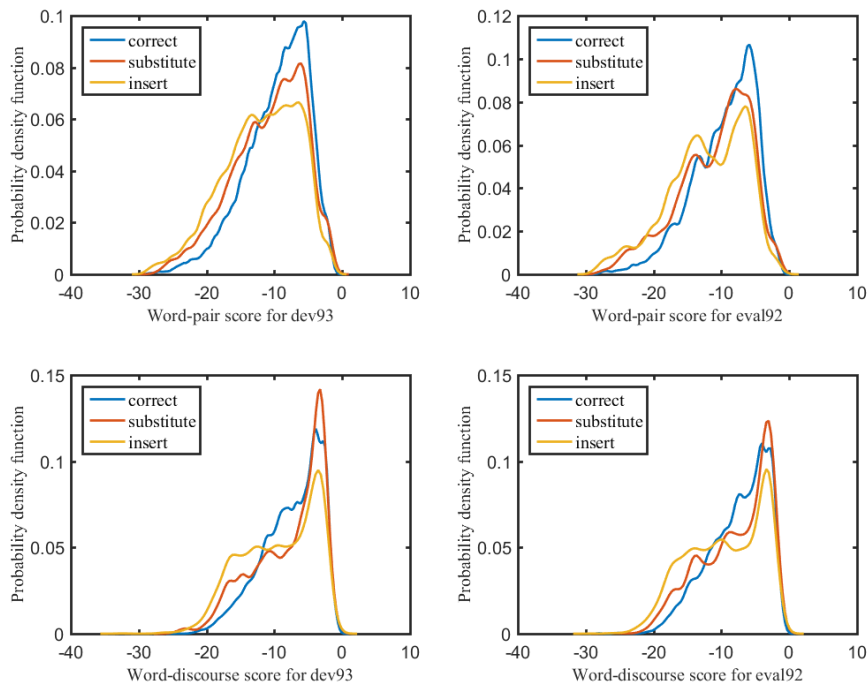 Probability density function
0.1
0.08
0.06
0.04
0.02
0
correct
substitute
insert
-40 -30 -20 -10 0 10
Word-pair score for dev93
Probability density function
0.12
0.1
0.08
0.06
0.04
0.02
0
correct
substitute
insert
-40 -30 -20 -10 0 10
Word-pair score for eval92
Probability density function
0.15
0.1
0.05
0
correct
substitute
insert
-40 -30 -20 -10 0 10
Word-discourse score for dev93
Probability density function
0.15
0.1
0.05
0
correct
substitute
insert
-40 -30 -20 -10 0 10
Word-discourse score for eval92